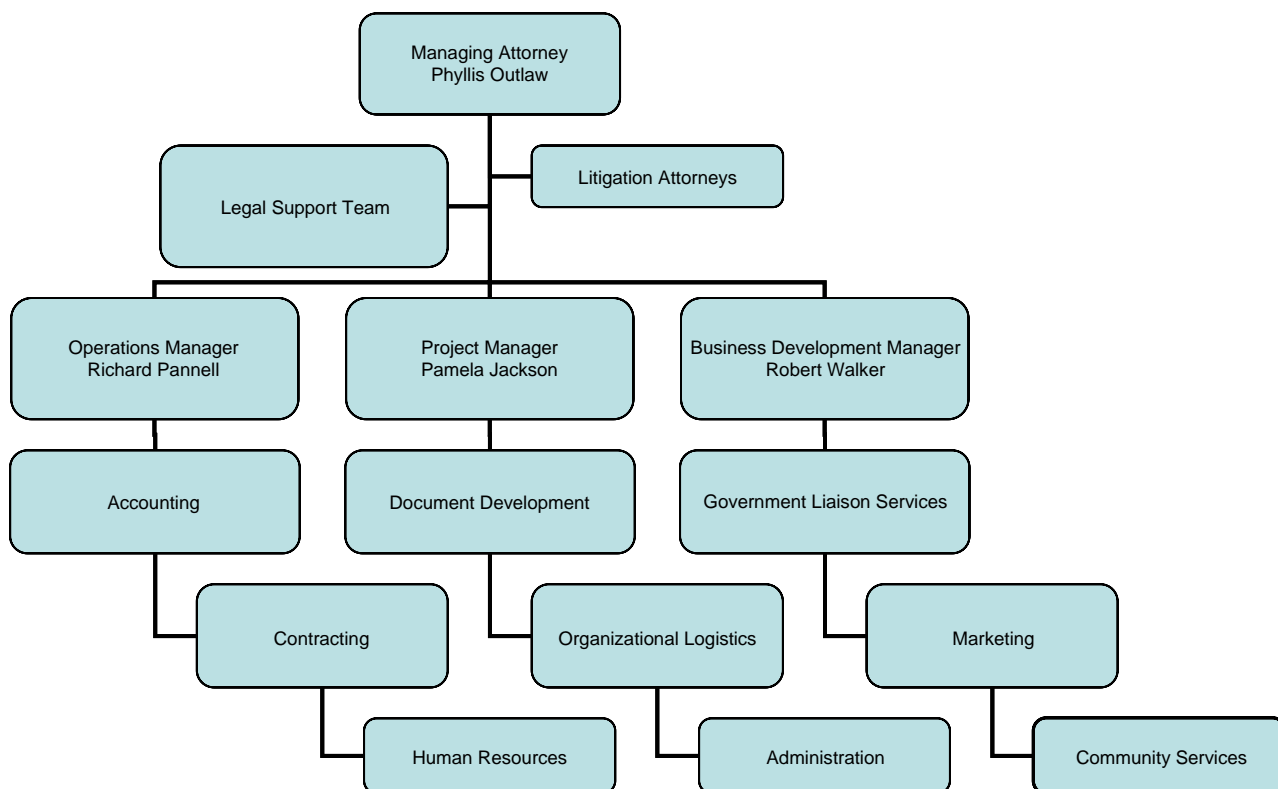 Managing Attorney
Phyllis Outlaw
Litigation Attorneys
Legal Support Team
Operations Manager
Richard Pannell
Project Manager
Pamela Jackson
Business Development Manager
Robert Walker
Accounting
Document Development
Government Liaison Services
Contracting
Organizational Logistics
Marketing
Human Resources
Administration
Community Services